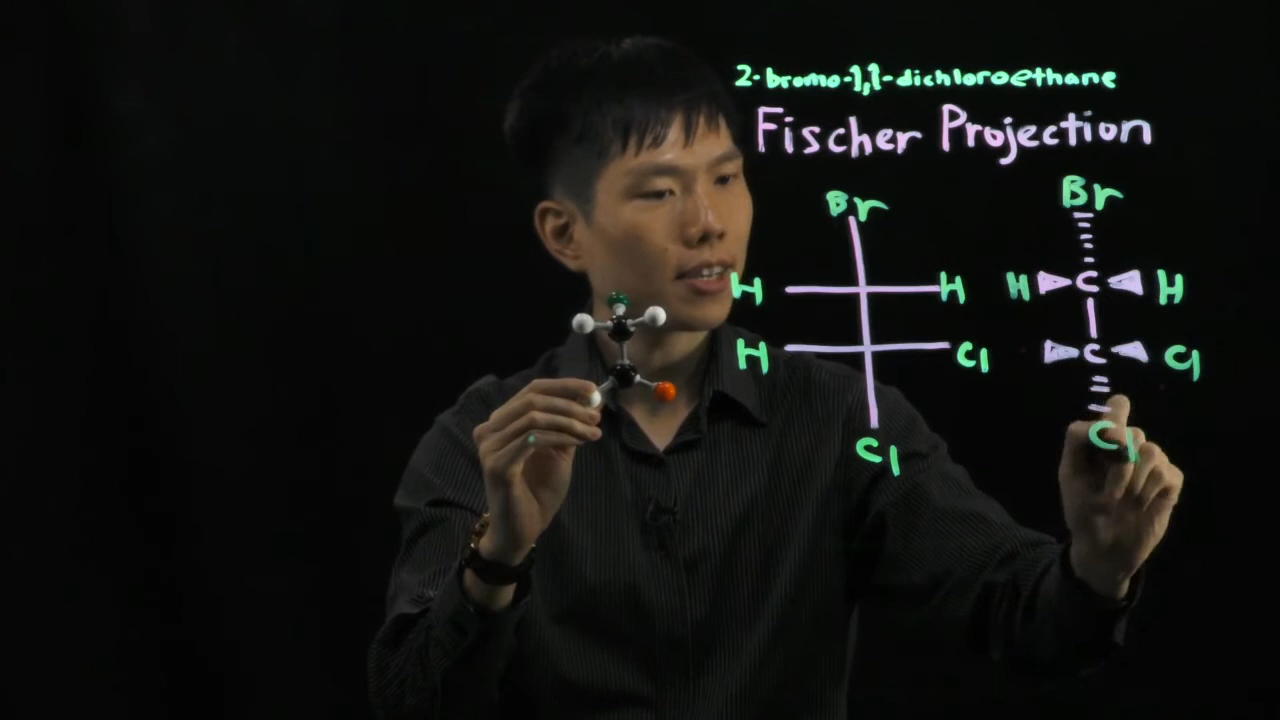 2-bromo-1,1-dichloroethane
Fischer Projection
Br
H H
H Cl
Cl
Br
H C H
C Cl
Cl